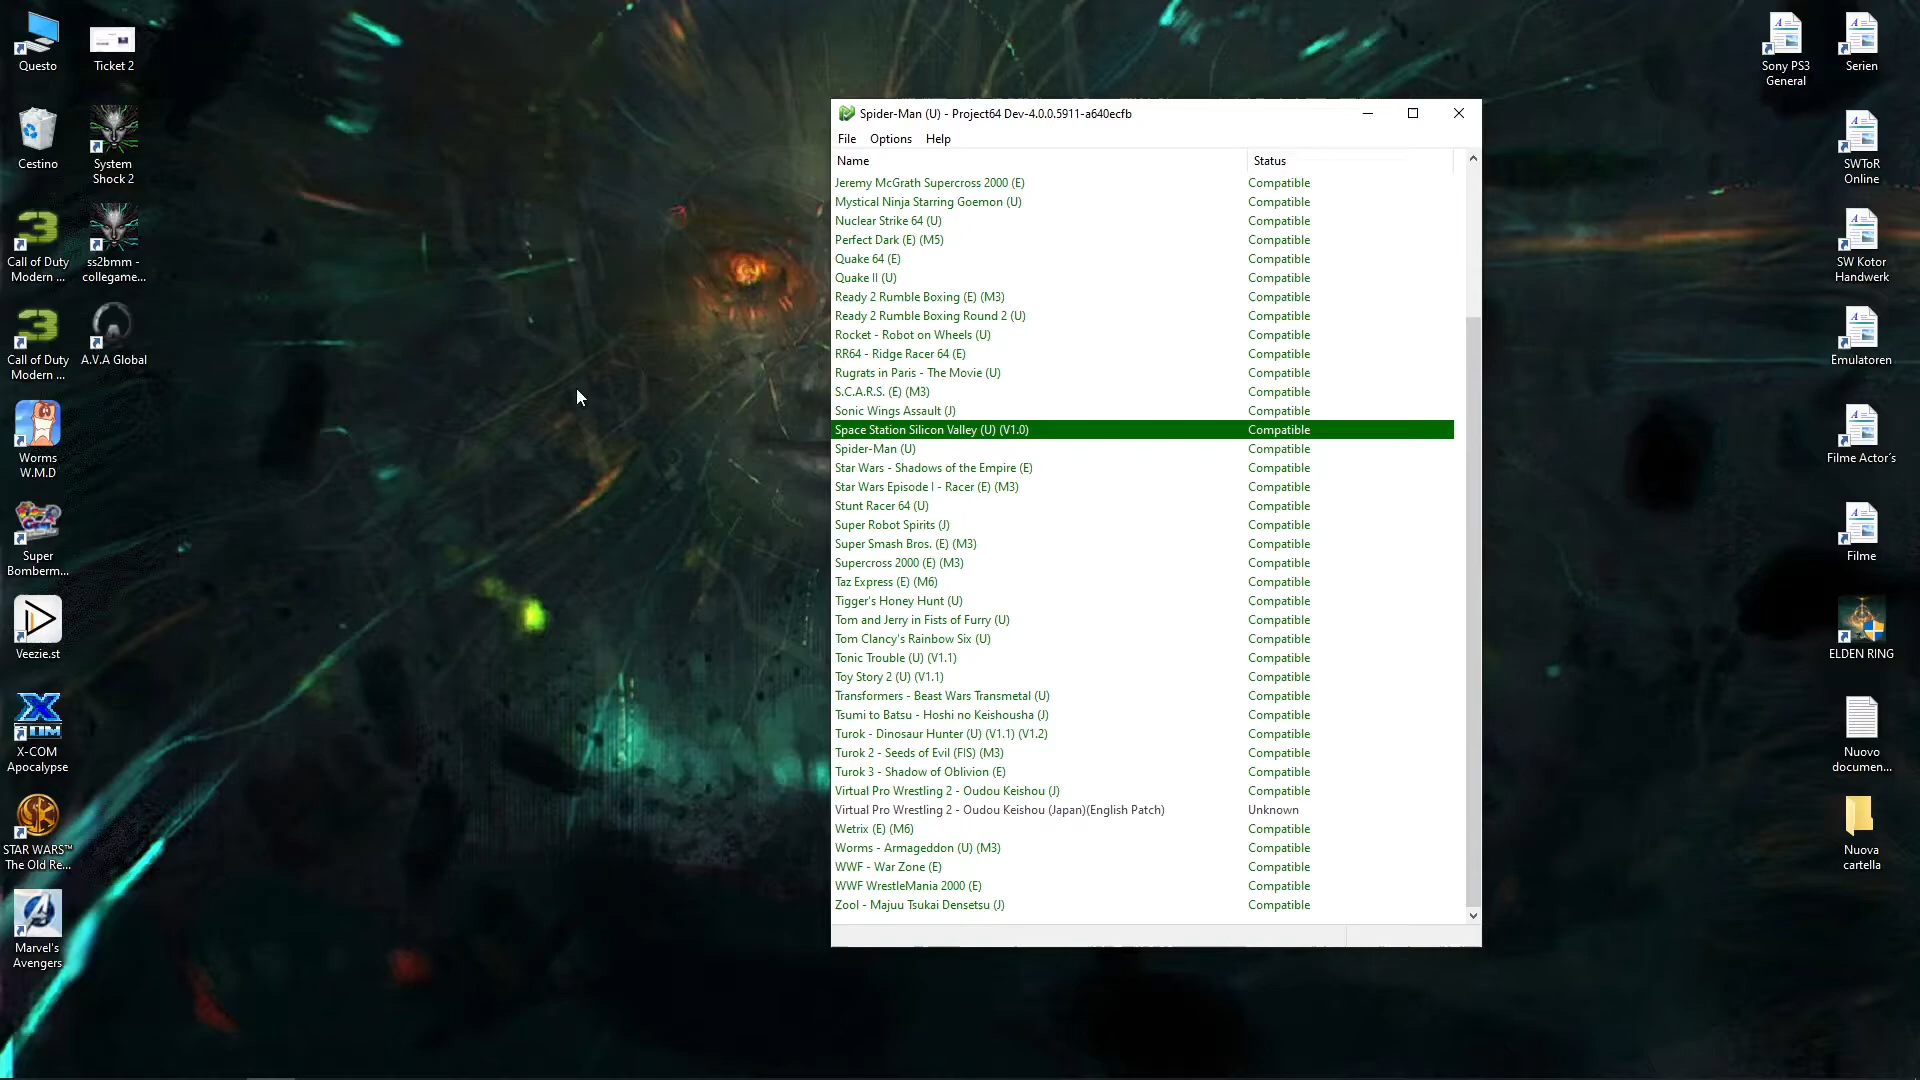 Questo
Ticket 2
Cestino
System
Shock 2
Call of Duty
Modern ...
ss2bmm -
collegame...
Call of Duty
Modern ...
A.V.A Global
Worms
W.M.D
Super
Bomberm...
Veezie.st
X-COM
Apocalypse
STAR WARS™
The Old Re...
Marvel's
Avengers
Spider-Man (U) - Project64 Dev-4.0.0.5911-a640ecfb
File Options Help
Name Status
Jeremy McGrath Supercross 2000 (E) Compatible
Mystical Ninja Starring Goemon (U) Compatible
Nuclear Strike 64 (U) Compatible
Perfect Dark (E) (M5) Compatible
Quake 64 (E) Compatible
Quake II (U) Compatible
Ready 2 Rumble Boxing (E) (M3) Compatible
Ready 2 Rumble Boxing Round 2 (U) Compatible
Rocket - Robot on Wheels (U) Compatible
RR64 - Ridge Racer 64 (E) Compatible
Rugrats in Paris - The Movie (U) Compatible
S.C.A.R.S. (E) (M3) Compatible
Sonic Wings Assault (J) Compatible
Space Station Silicon Valley (U) (V1.0) Compatible
Spider-Man (U) Compatible
Star Wars - Shadows of the Empire (E) Compatible
Star Wars Episode I - Racer (E) (M3) Compatible
Stunt Racer 64 (U) Compatible
Super Robot Spirits (J) Compatible
Super Smash Bros. (E) (M3) Compatible
Supercross 2000 (E) (M3) Compatible
Taz Express (E) (M6) Compatible
Tigger's Honey Hunt (U) Compatible
Tom and Jerry in Fists of Furry (U) Compatible
Tom Clancy's Rainbow Six (U) Compatible
Tonic Trouble (U) (V1.1) Compatible
Toy Story 2 (U) (V1.1) Compatible
Transformers - Beast Wars Transmetal (U) Compatible
Tsumi to Batsu - Hoshi no Keishousha (J) Compatible
Turok - Dinosaur Hunter (U) (V1.1) (V1.2) Compatible
Turok 2 - Seeds of Evil (FIS) (M3) Compatible
Turok 3 - Shadow of Oblivion (E) Compatible
Virtual Pro Wrestling 2 - Oudou Keishou (J) Compatible
Virtual Pro Wrestling 2 - Oudou Keishou (Japan)(English Patch) Unknown
Wetrix (E) (M6) Compatible
Worms - Armageddon (U) (M3) Compatible
WWF - War Zone (E) Compatible
WWF WrestleMania 2000 (E) Compatible
Zool - Majuu Tsukai Densetsu (J) Compatible
Sony PS3
General
Serien
SWToR
Online
SW Kotor
Handwerk
Emulatoren
Filme Actor´s
Filme
ELDEN RING
Nuovo
documen...
Nuova
cartella